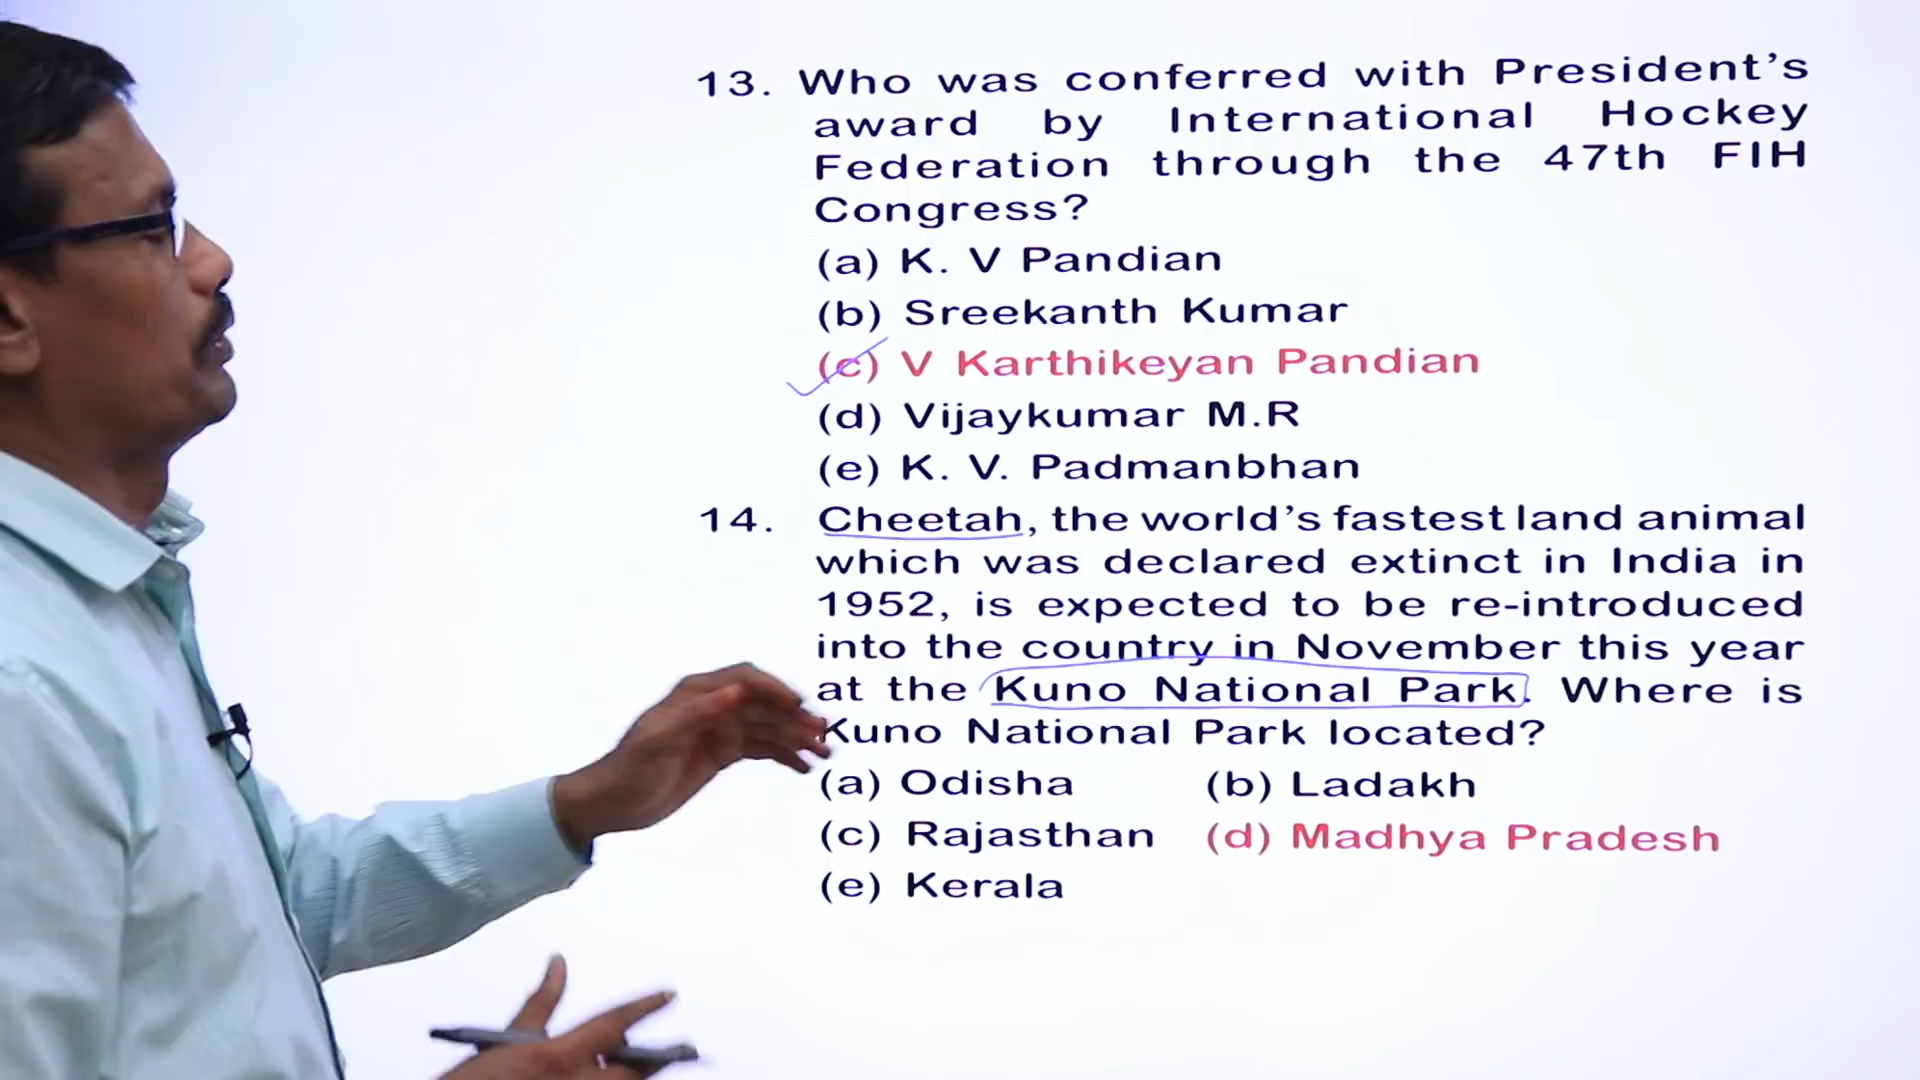 13. Who was conferred with President's
award by International Hockey
Federation through the 47th FIH
Congress?
(a) K. V Pandian
(b) Sreekanth Kumar
(c) V Karthikeyan Pandian
(d) Vijaykumar M.R
(e) K. V. Padmanbhan
14. Cheetah, the world's fastest land animal
which was declared extinct in India in
1952, is expected to be re-introduced
into the country in November this year
at the Kuno National Park. Where is
Kuno National Park located?
(a) Odisha (b) Ladakh
(c) Rajasthan (d) Madhya Pradesh
(e) Kerala